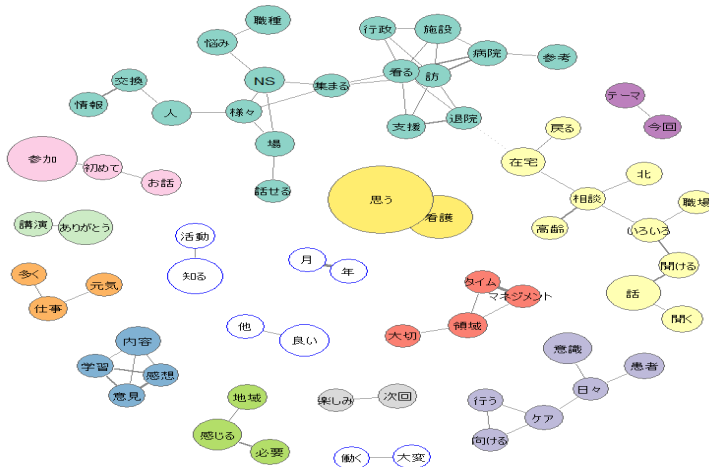 職種
悩み
行政
施設
病院
参考
看る
訪
NS
集まる
交換
情報
人
様々
支援
退院
場
話せる
テーマ
今回
戻る
在宅
北
相談
職場
高齢
いろいろ
聞ける
話
聞く
参加
初めて
お話
思う
看護
講演
ありがとう
活動
知る
月
年
多く
元気
仕事
タイム
マネジメント
領域
大切
他
良い
内容
学習
感想
意見
意識
患者
日々
行う
ケア
向ける
地域
感じる
必要
楽しみ
次回
働く
大変